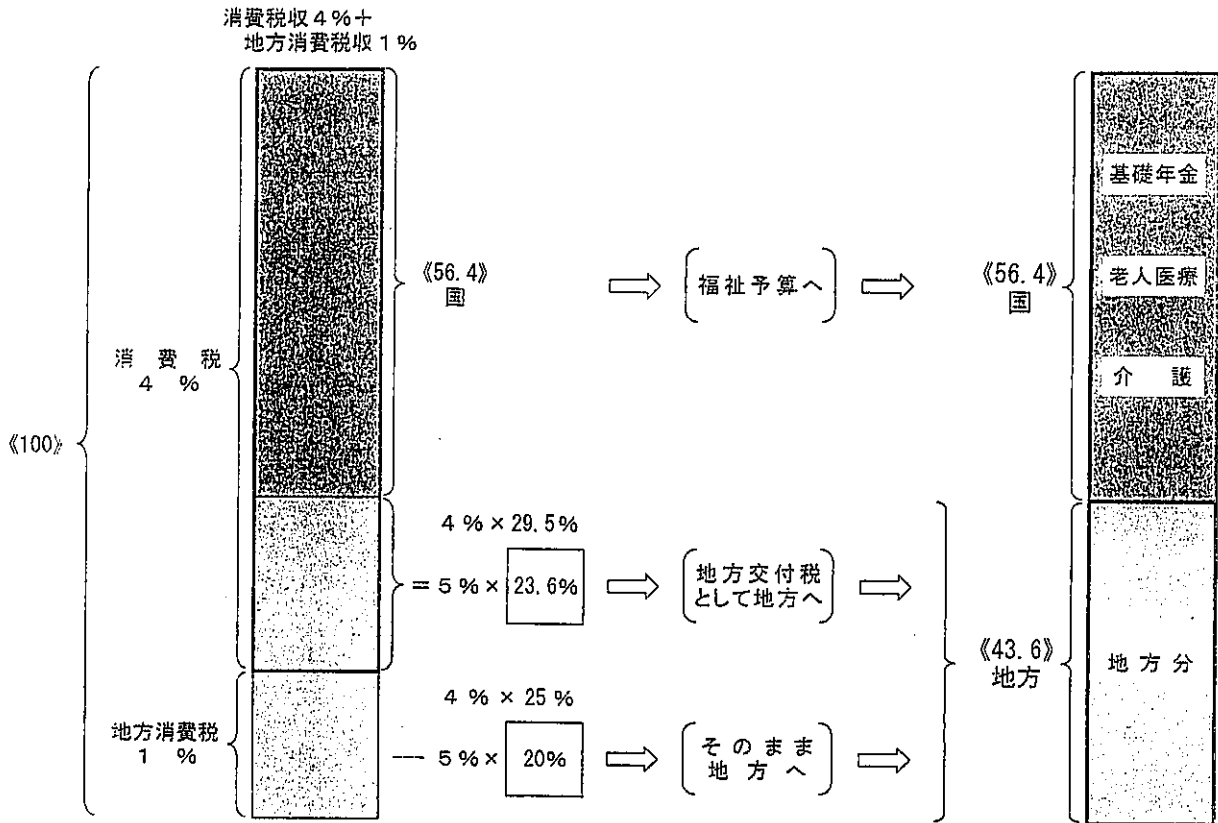 消費税収4%+
地方消費税収1%
《100》
消費税
4 %
地方消費税
1 %
《56.4》
国
福祉予算へ
《56.4》
国
基礎年金
老人医療
介 護
4%×29.5%
=5%× 23.6%
地方交付税
として地方へ
4%×25%
5%× 20%
そのまま
地方へ
《43.6》
地方
地方分